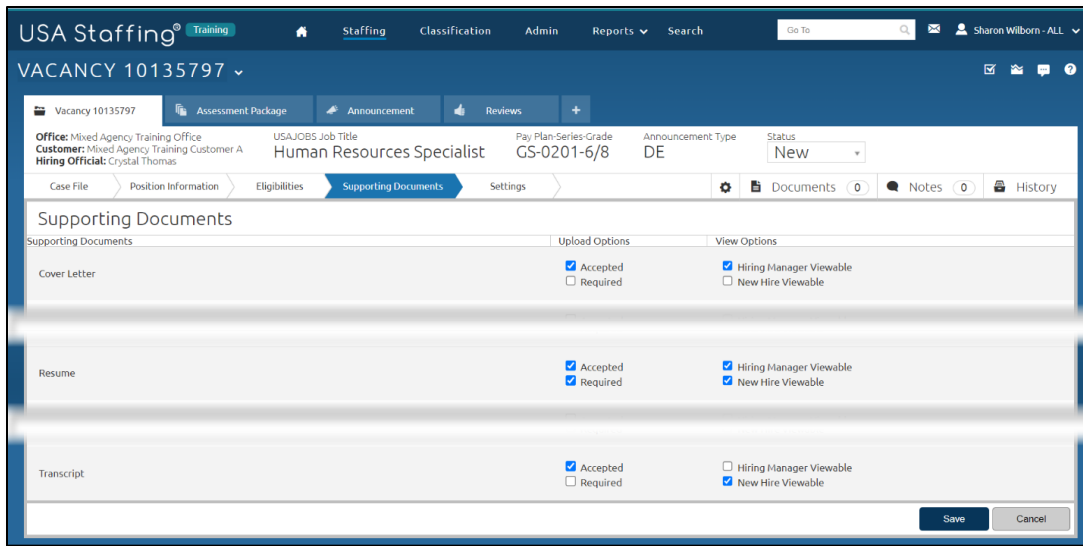 USA Staffing® Training Staffing Classification Admin Reports Search Go To Sharon Wilborn - ALL
VACANCY 10135797
Vacancy 10135797 Assessment Package Announcement Reviews +
Office: Mixed Agency Training Office
Customer: Mixed Agency Training Customer A
Hiring Official: Crystal Thomas
USAJOBS Job Title
Human Resources Specialist
Pay Plan-Series-Grade
GS-0201-6/8
Announcement Type
DE
Status
New
Case File Position Information Eligibilities Supporting Documents Settings Documents 0 Notes 0 History
Supporting Documents
Supporting Documents Upload Options View Options
Cover Letter
Accepted Hiring Manager Viewable
Required New Hire Viewable
Resume
Accepted Hiring Manager Viewable
Required New Hire Viewable
Transcript
Accepted Hiring Manager Viewable
Required New Hire Viewable
Save Cancel